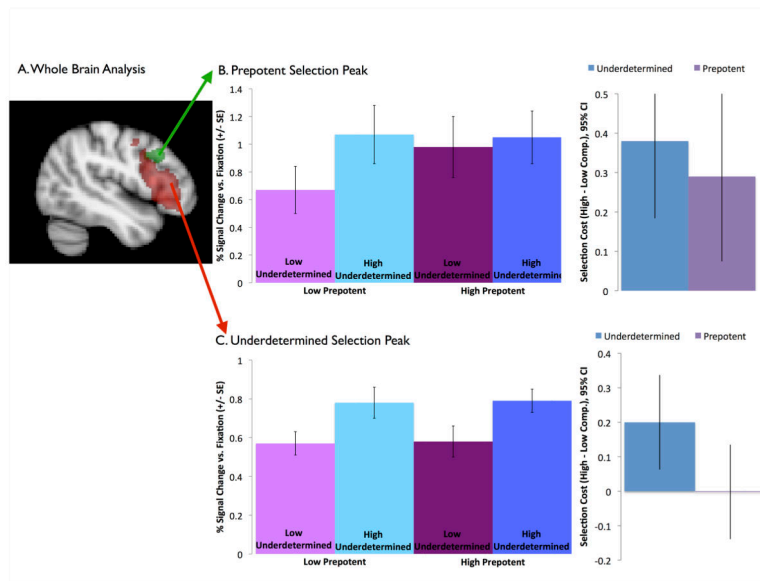 A. Whole Brain Analysis
B. Prepotent Selection Peak
% Signal Change vs. Fixation (+/- SE)
1.4
1.2
1
0.8
0.6
0.4
0.2
0
Low
Underdetermined
High
Underdetermined
Low
Underdetermined
High
Underdetermined
Low Prepotent
High Prepotent
Underdetermined
Prepotent
Selection Cost (High - Low Comp.), 95% CI
0.5
0.4
0.3
0.2
0.1
0
C. Underdetermined Selection Peak
% Signal Change vs. Fixation (+/- SE)
1
0.8
0.6
0.4
0.2
0
Low
Underdetermined
High
Underdetermined
Low
Underdetermined
High
Underdetermined
Low Prepotent
High Prepotent
Underdetermined
Prepotent
Selection Cost (High - Low Comp.), 95% CI
0.4
0.3
0.2
0.1
0
-0.1
-0.2